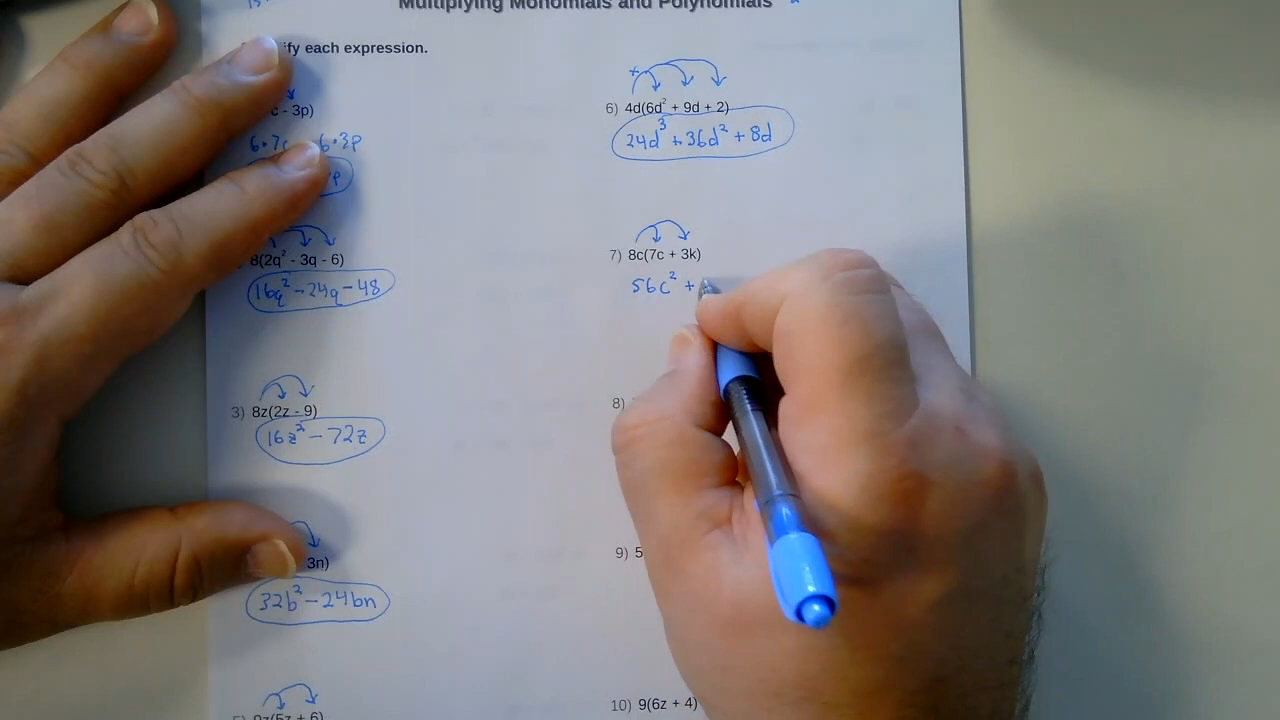 Multiplying Monomials and Polynomials
each expression.
- 3p)
6·7c 6·3p
8(2q² - 3q - 6)
16q² - 24q - 48
3) 8z(2z - 9)
16z² - 72z
3n)
32b² - 24bn
6) 4d(6d² + 9d + 2)
24d³ + 36d² + 8d
7) 8c(7c + 3k)
56c² +
8)
9) 5
10) 9(6z + 4)